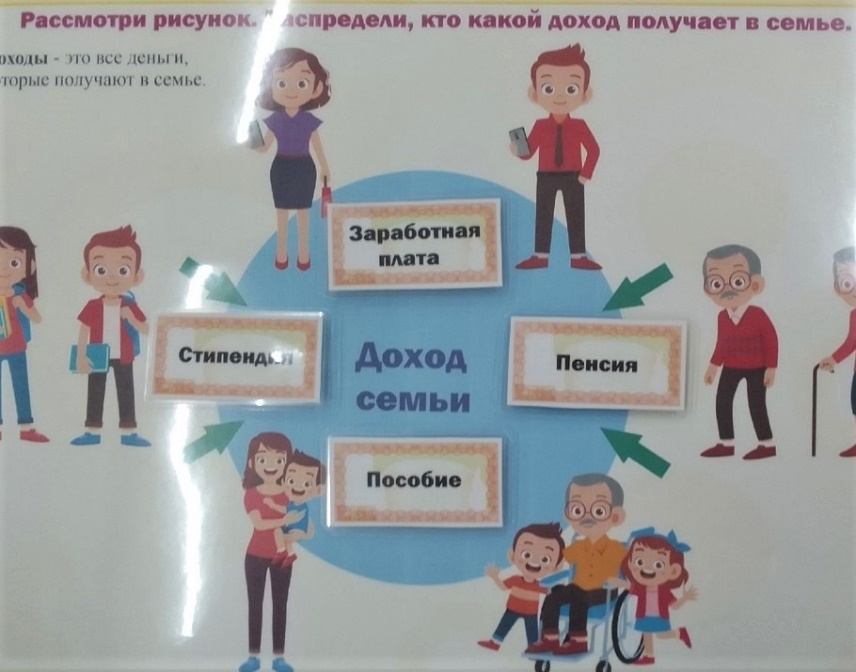 Рассмотри рисунок. Распредели, кто какой доход получает в семье.
оходы - это все деньги,
торые получают в семье.
Заработная
плата
Стипендия
Доход
семьи
Пенсия
Пособие